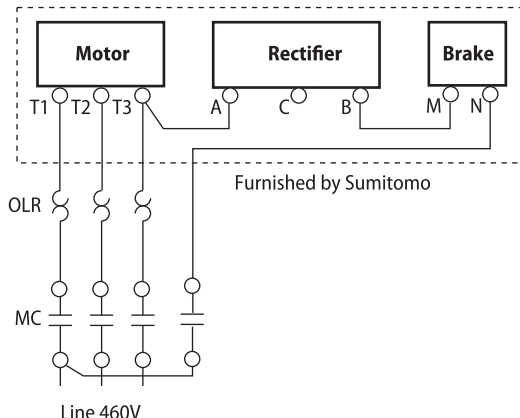 Motor Rectifier Brake
T1 T2 T3 A C B M N
Furnished by Sumitomo
OLR
MC
Line 460V